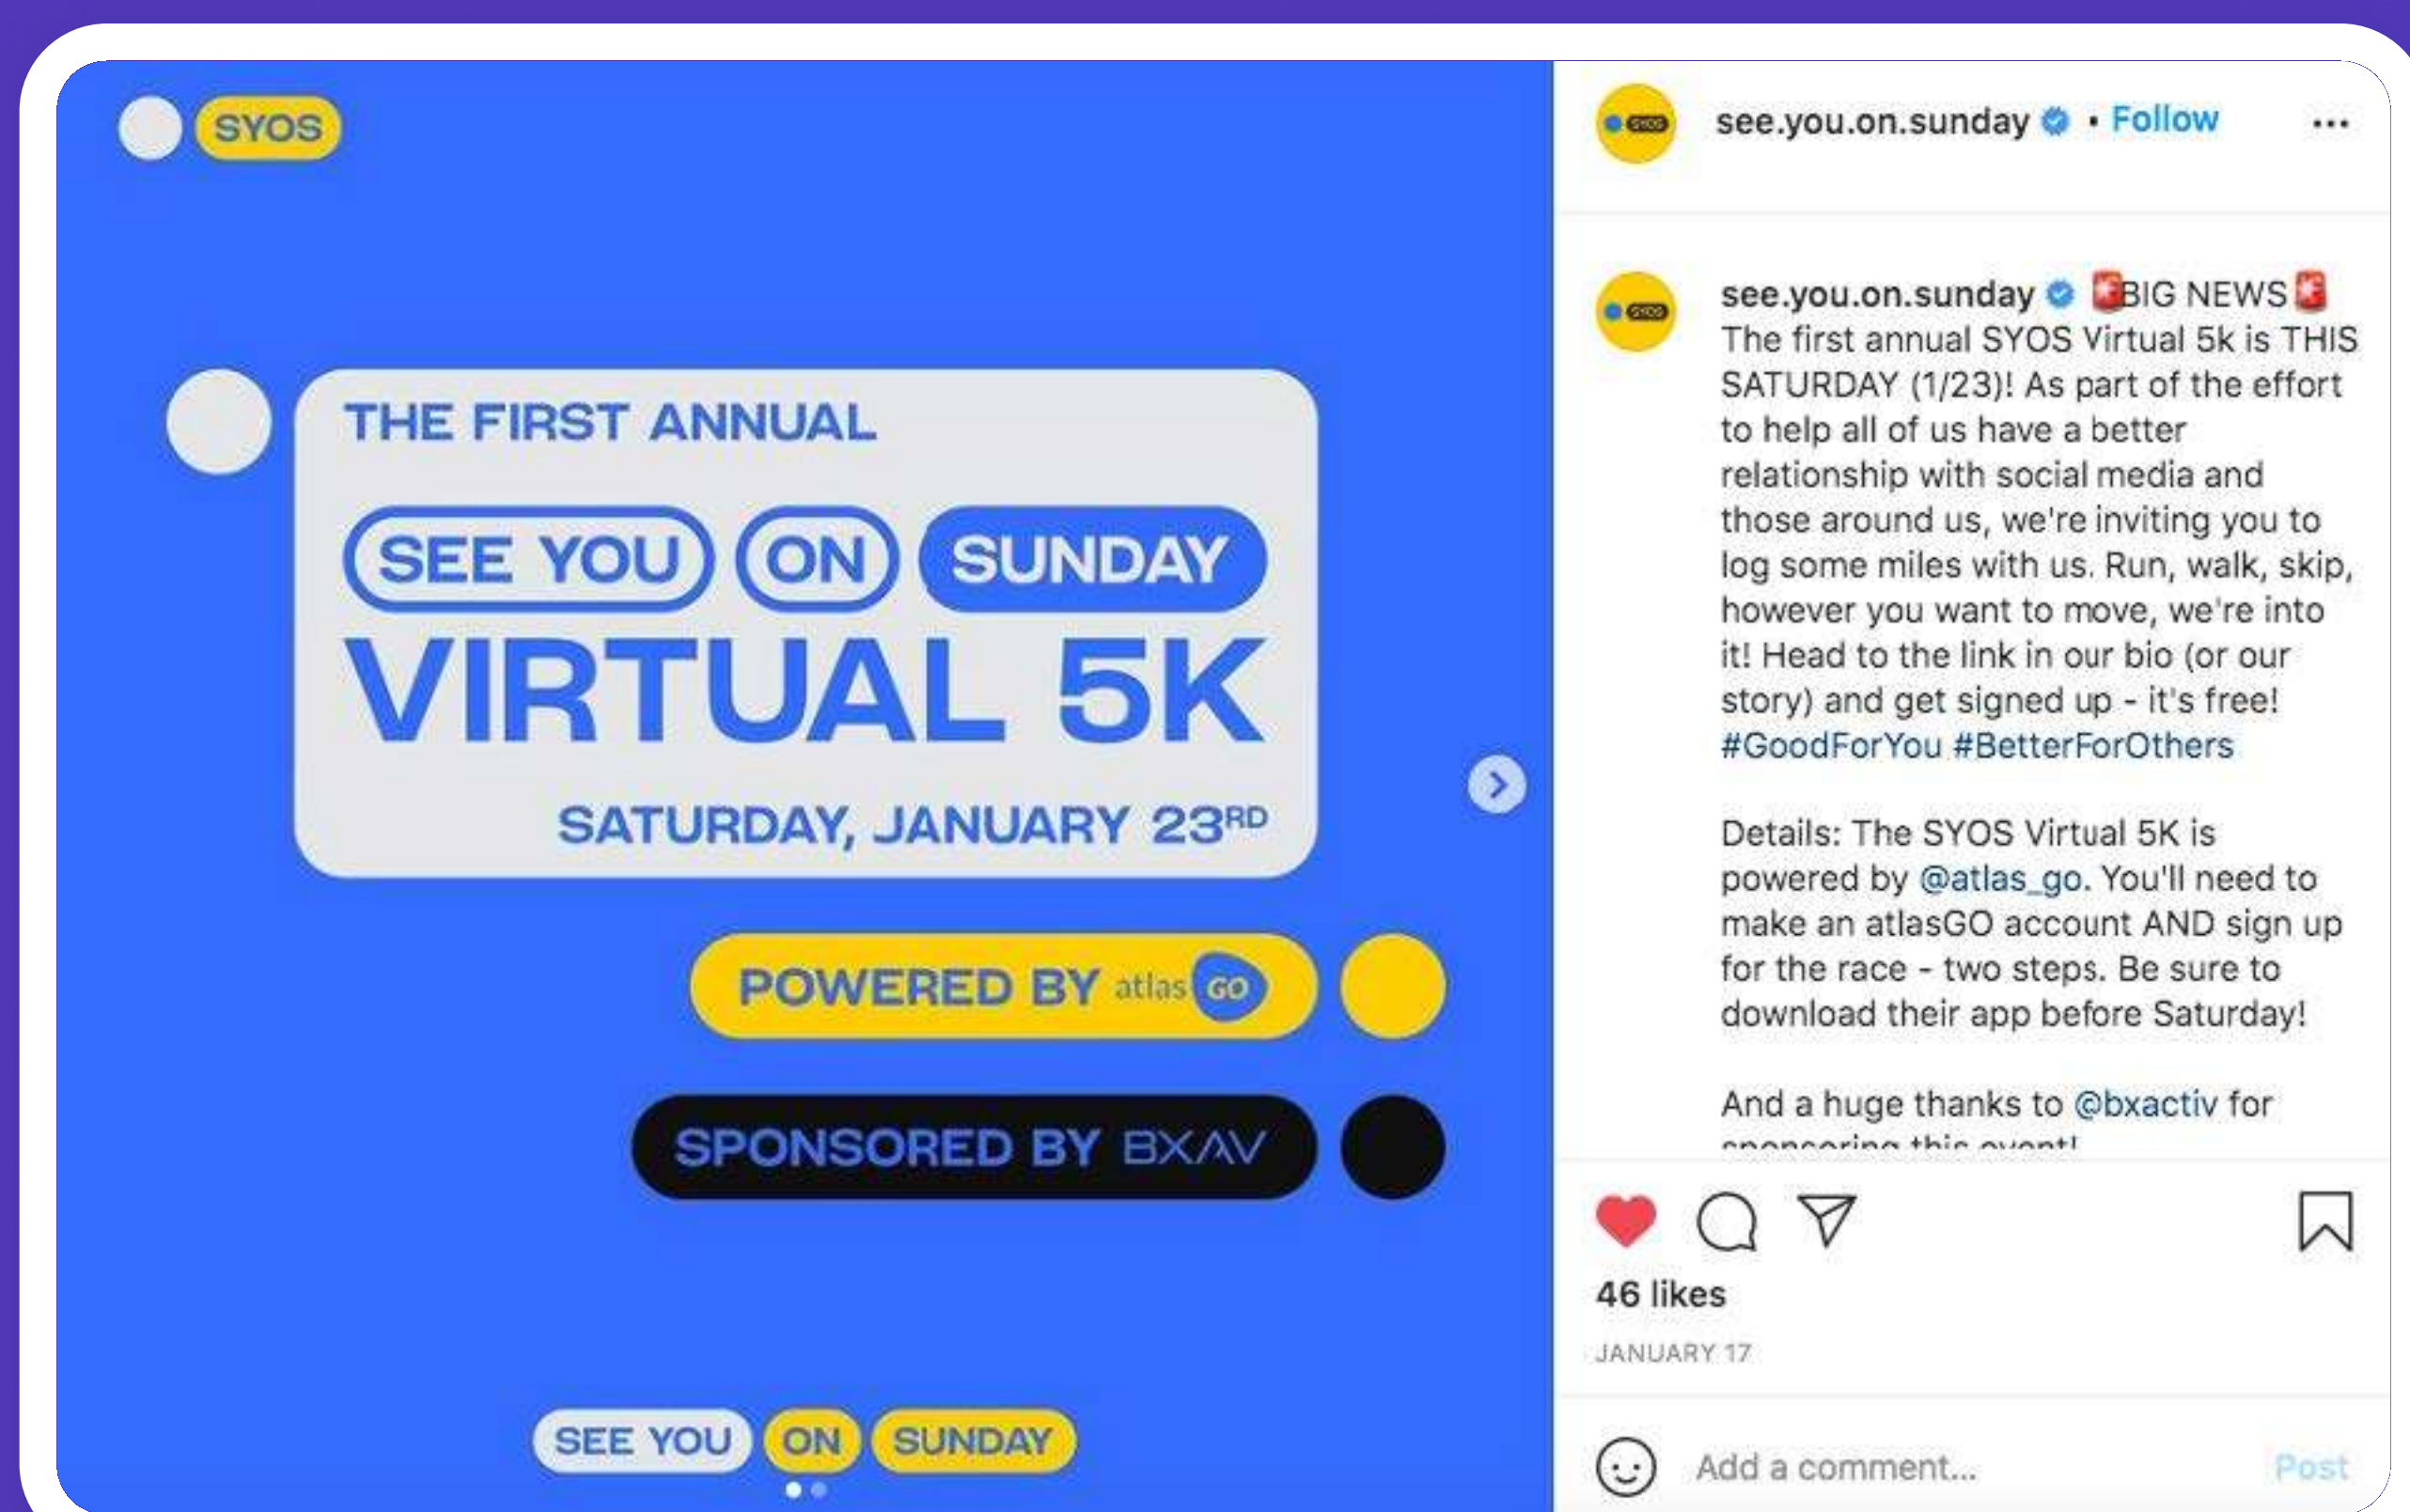 SYOS
THE FIRST ANNUAL
SEE YOU ON SUNDAY
VIRTUAL 5K
SATURDAY, JANUARY 23RD
POWERED BY atlas GO
SPONSORED BY BXAV
SEE YOU ON SUNDAY
SYOS see.you.on.sunday • Follow
SYOS see.you.on.sunday 🚨BIG NEWS🚨
The first annual SYOS Virtual 5k is THIS
SATURDAY (1/23)! As part of the effort
to help all of us have a better
relationship with social media and
those around us, we're inviting you to
log some miles with us. Run, walk, skip,
however you want to move, we're into
it! Head to the link in our bio (or our
story) and get signed up - it's free!
#GoodForYou #BetterForOthers
Details: The SYOS Virtual 5K is
powered by @atlas_go. You'll need to
make an atlasGO account AND sign up
for the race - two steps. Be sure to
download their app before Saturday!
And a huge thanks to @bxactiv for
sponsoring this event!
46 likes
JANUARY 17
Add a comment... Post